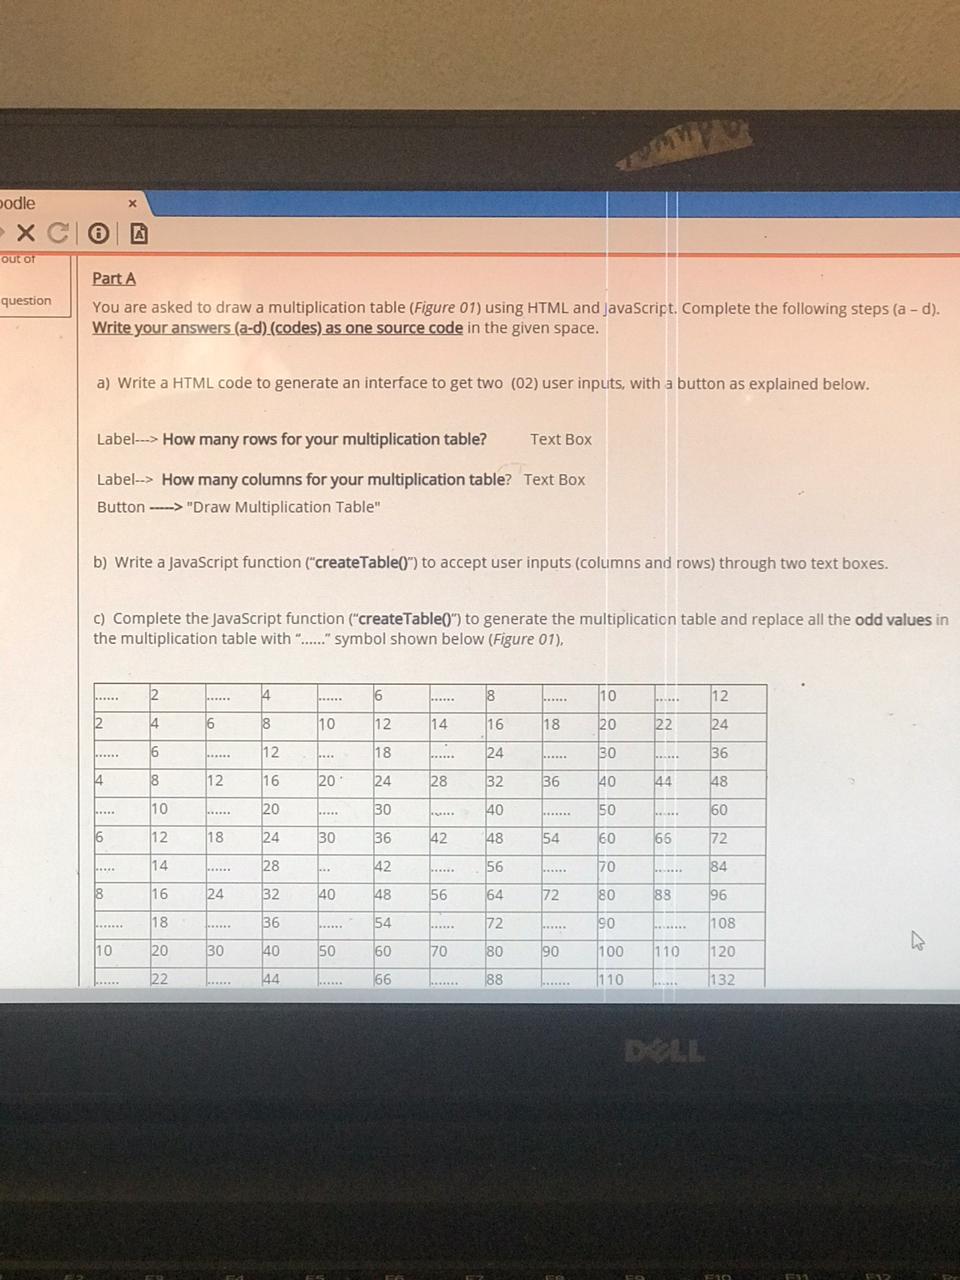 oodle ×
out of
question
Part A
You are asked to draw a multiplication table (Figure 01) using HTML and JavaScript. Complete the following steps (a – d).
Write your answers (a-d) (codes) as one source code in the given space.
a) Write a HTML code to generate an interface to get two (02) user inputs, with a button as explained below.
Label---> How many rows for your multiplication table? Text Box
Label--> How many columns for your multiplication table? Text Box
Button -----> "Draw Multiplication Table"
b) Write a JavaScript function (“createTable()”) to accept user inputs (columns and rows) through two text boxes.
c) Complete the JavaScript function (“createTable()”) to generate the multiplication table and replace all the odd values in
the multiplication table with “......” symbol shown below (Figure 01),
...... 2 ...... 4 ...... 6 ...... 8 ...... 10 ...... 12
2 4 6 8 10 12 14 16 18 20 22 24
...... 6 ...... 12 .... 18 ...... 24 ...... 30 ...... 36
4 8 12 16 20 24 28 32 36 40 44 48
..... 10 ...... 20 ..... 30 ...... 40 ....... 50 ...... 60
6 12 18 24 30 36 42 48 54 60 66 72
..... 14 ...... 28 ... 42 ...... 56 ...... 70 ........ 84
8 16 24 32 40 48 56 64 72 80 88 96
....... 18 ...... 36 ...... 54 ...... 72 ...... 90 ......... 108
10 20 30 40 50 60 70 80 90 100 110 120
...... 22 ...... 44 ...... 66 ....... 88 ....... 110 ...... 132
DELL